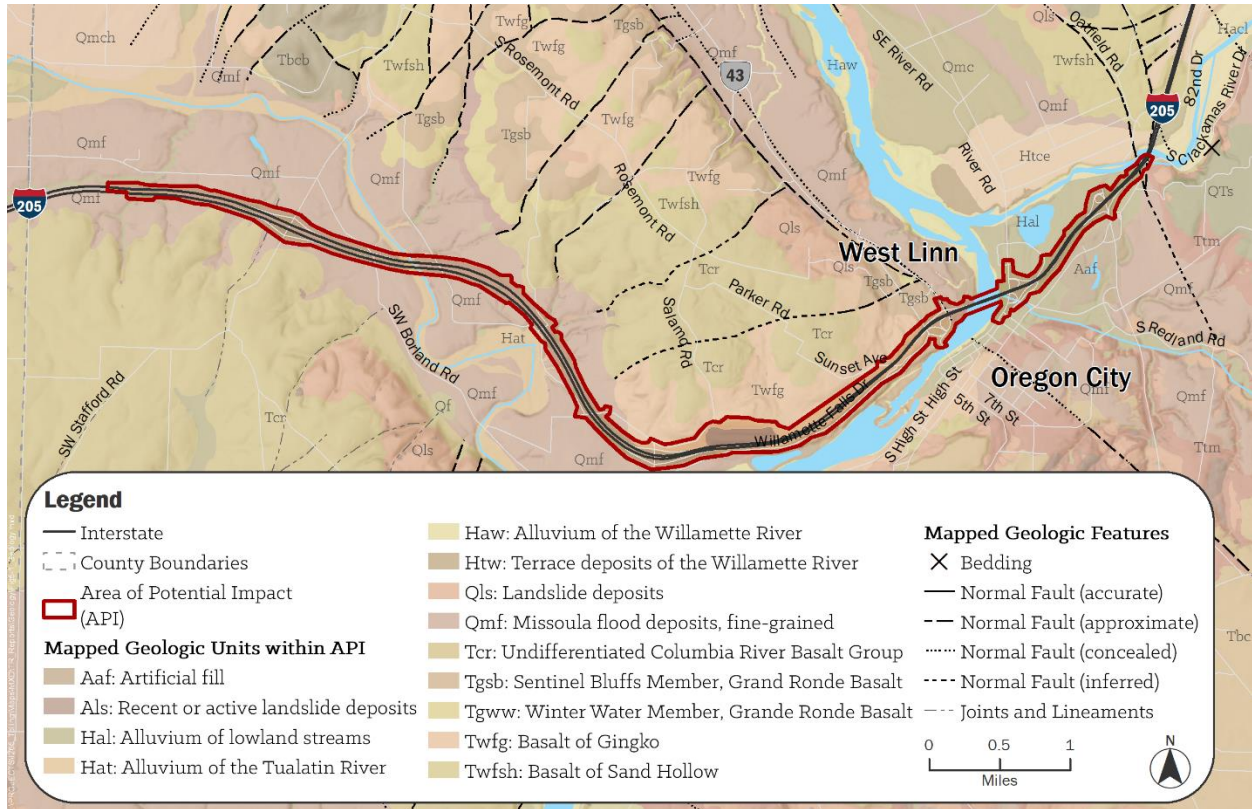 Qmch
Tbcb
Qmf
Twfsh
Twfg
S Rosemont Rd
Twfg
Tgsb
Qmf
43
Haw
SE River Rd
Qmc
Qls
Oatfield Rd
Twfsh
Hacl
82nd Dr
205
S Clackamas River Dr
Qmf
Tgsb
Tgsb
Twfg
Twfg
Qmf
Htce
River Rd
QTs
Qmf
Qmf
Qmf
Rosemont Rd
Twfsh
Qls
Hal
Ttm
205
Qmf
West Linn
Qls
Tgsb
Tgsb
Aaf
Qmf
Tcr
Parker Rd
Salamo Rd
Tcr
Sunset Ave
S Redland Rd
Qmf
Hat
SW Borland Rd
Tcr
Twfg
Oregon City
Qmf
SW Stafford Rd
Tcr
Qf
Qmf
Willamette Falls Dr
S High St
High St
7th St
5th St
Qls
Qmf
Ttm
Tbc
Legend
Interstate
County Boundaries
Area of Potential Impact
(API)
Mapped Geologic Units within API
Aaf: Artificial fill
Als: Recent or active landslide deposits
Hal: Alluvium of lowland streams
Hat: Alluvium of the Tualatin River
Haw: Alluvium of the Willamette River
Htw: Terrace deposits of the Willamette River
Qls: Landslide deposits
Qmf: Missoula flood deposits, fine-grained
Tcr: Undifferentiated Columbia River Basalt Group
Tgsb: Sentinel Bluffs Member, Grand Ronde Basalt
Tgww: Winter Water Member, Grande Ronde Basalt
Twfg: Basalt of Gingko
Twfsh: Basalt of Sand Hollow
Mapped Geologic Features
Bedding
Normal Fault (accurate)
Normal Fault (approximate)
Normal Fault (concealed)
Normal Fault (inferred)
Joints and Lineaments
0 0.5 1
Miles
N